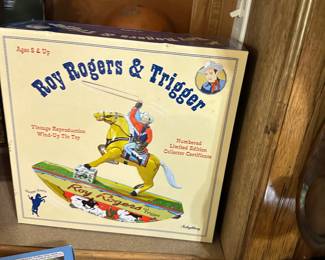 Ages 8 & Up
Roy Rogers & Trigger
Vintage Reproduction
Wind-Up Tin Toy
Numbered
Limited Edition
Collector Certificate
Roy Rogers
Schylling